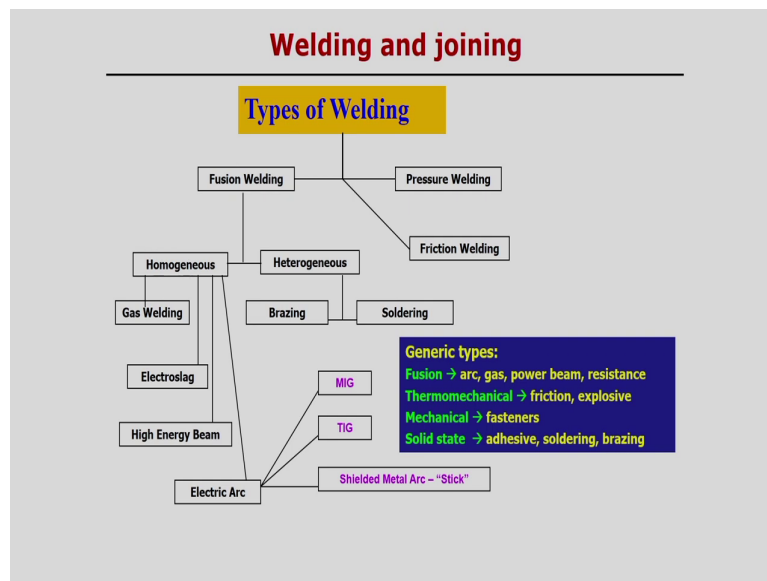 Welding and joining
Types of Welding
Fusion Welding
Pressure Welding
Friction Welding
Homogeneous
Heterogeneous
Gas Welding
Brazing
Soldering
Electroslag
High Energy Beam
Electric Arc
MIG
TIG
Shielded Metal Arc – “Stick”
Generic types:
Fusion → arc, gas, power beam, resistance
Thermomechanical → friction, explosive
Mechanical → fasteners
Solid state → adhesive, soldering, brazing